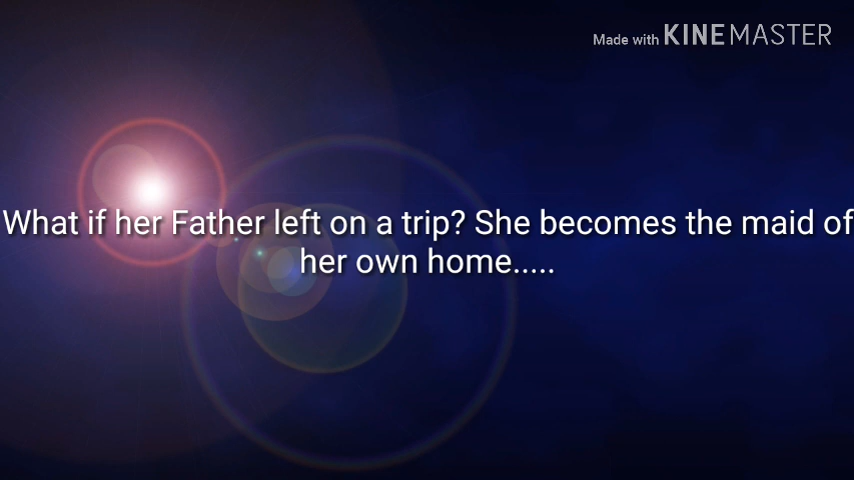 Made with KINEMASTER
What if her Father left on a trip? She becomes the maid of
her own home.....